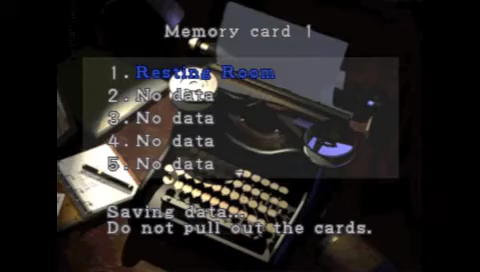 Memory card 1
1. Resting Room
2. No data
3. No data
4. No data
5. No data
Saving data...
Do not pull out the cards.